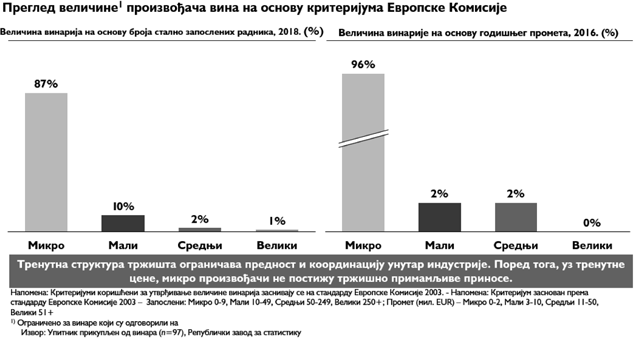 Преглед величине¹ произвођача вина на основу критеријума Европске Комисије
Величина винарија на основу броја стално запослених радника, 2018. (%)
87%
10%
2%
1%
Микро
Мали
Средњи
Велики
Величина винарије на основу годишњег промета, 2016. (%)
96%
2%
2%
0%
Микро
Мали
Средњи
Велики
Тренутна структура тржишта ограничава предност и координацију унутар индустрије. Поред тога, уз тренутне
цене, микро произвођачи не постижу тржишно примамљиве приносе.
Напомена: Критеријуми коришћени за утврђивање величине винарија заснивају се на стандарду Европске Комисије 2003. - Напомена: Критеријум заснован према
стандарду Европске Комисије 2003 – Запослени: Микро 0-9, Мали 10-49, Средњи 50-249, Велики 250+; Промет (мил. EUR) – Микро 0-2, Мали 3-10, Средљи 11-50,
Велики 51+
¹⁾ Ограничено за винаре који су одговорили на
Извор: Упитник прикупљен од винара (n=97), Републички завод за статистику